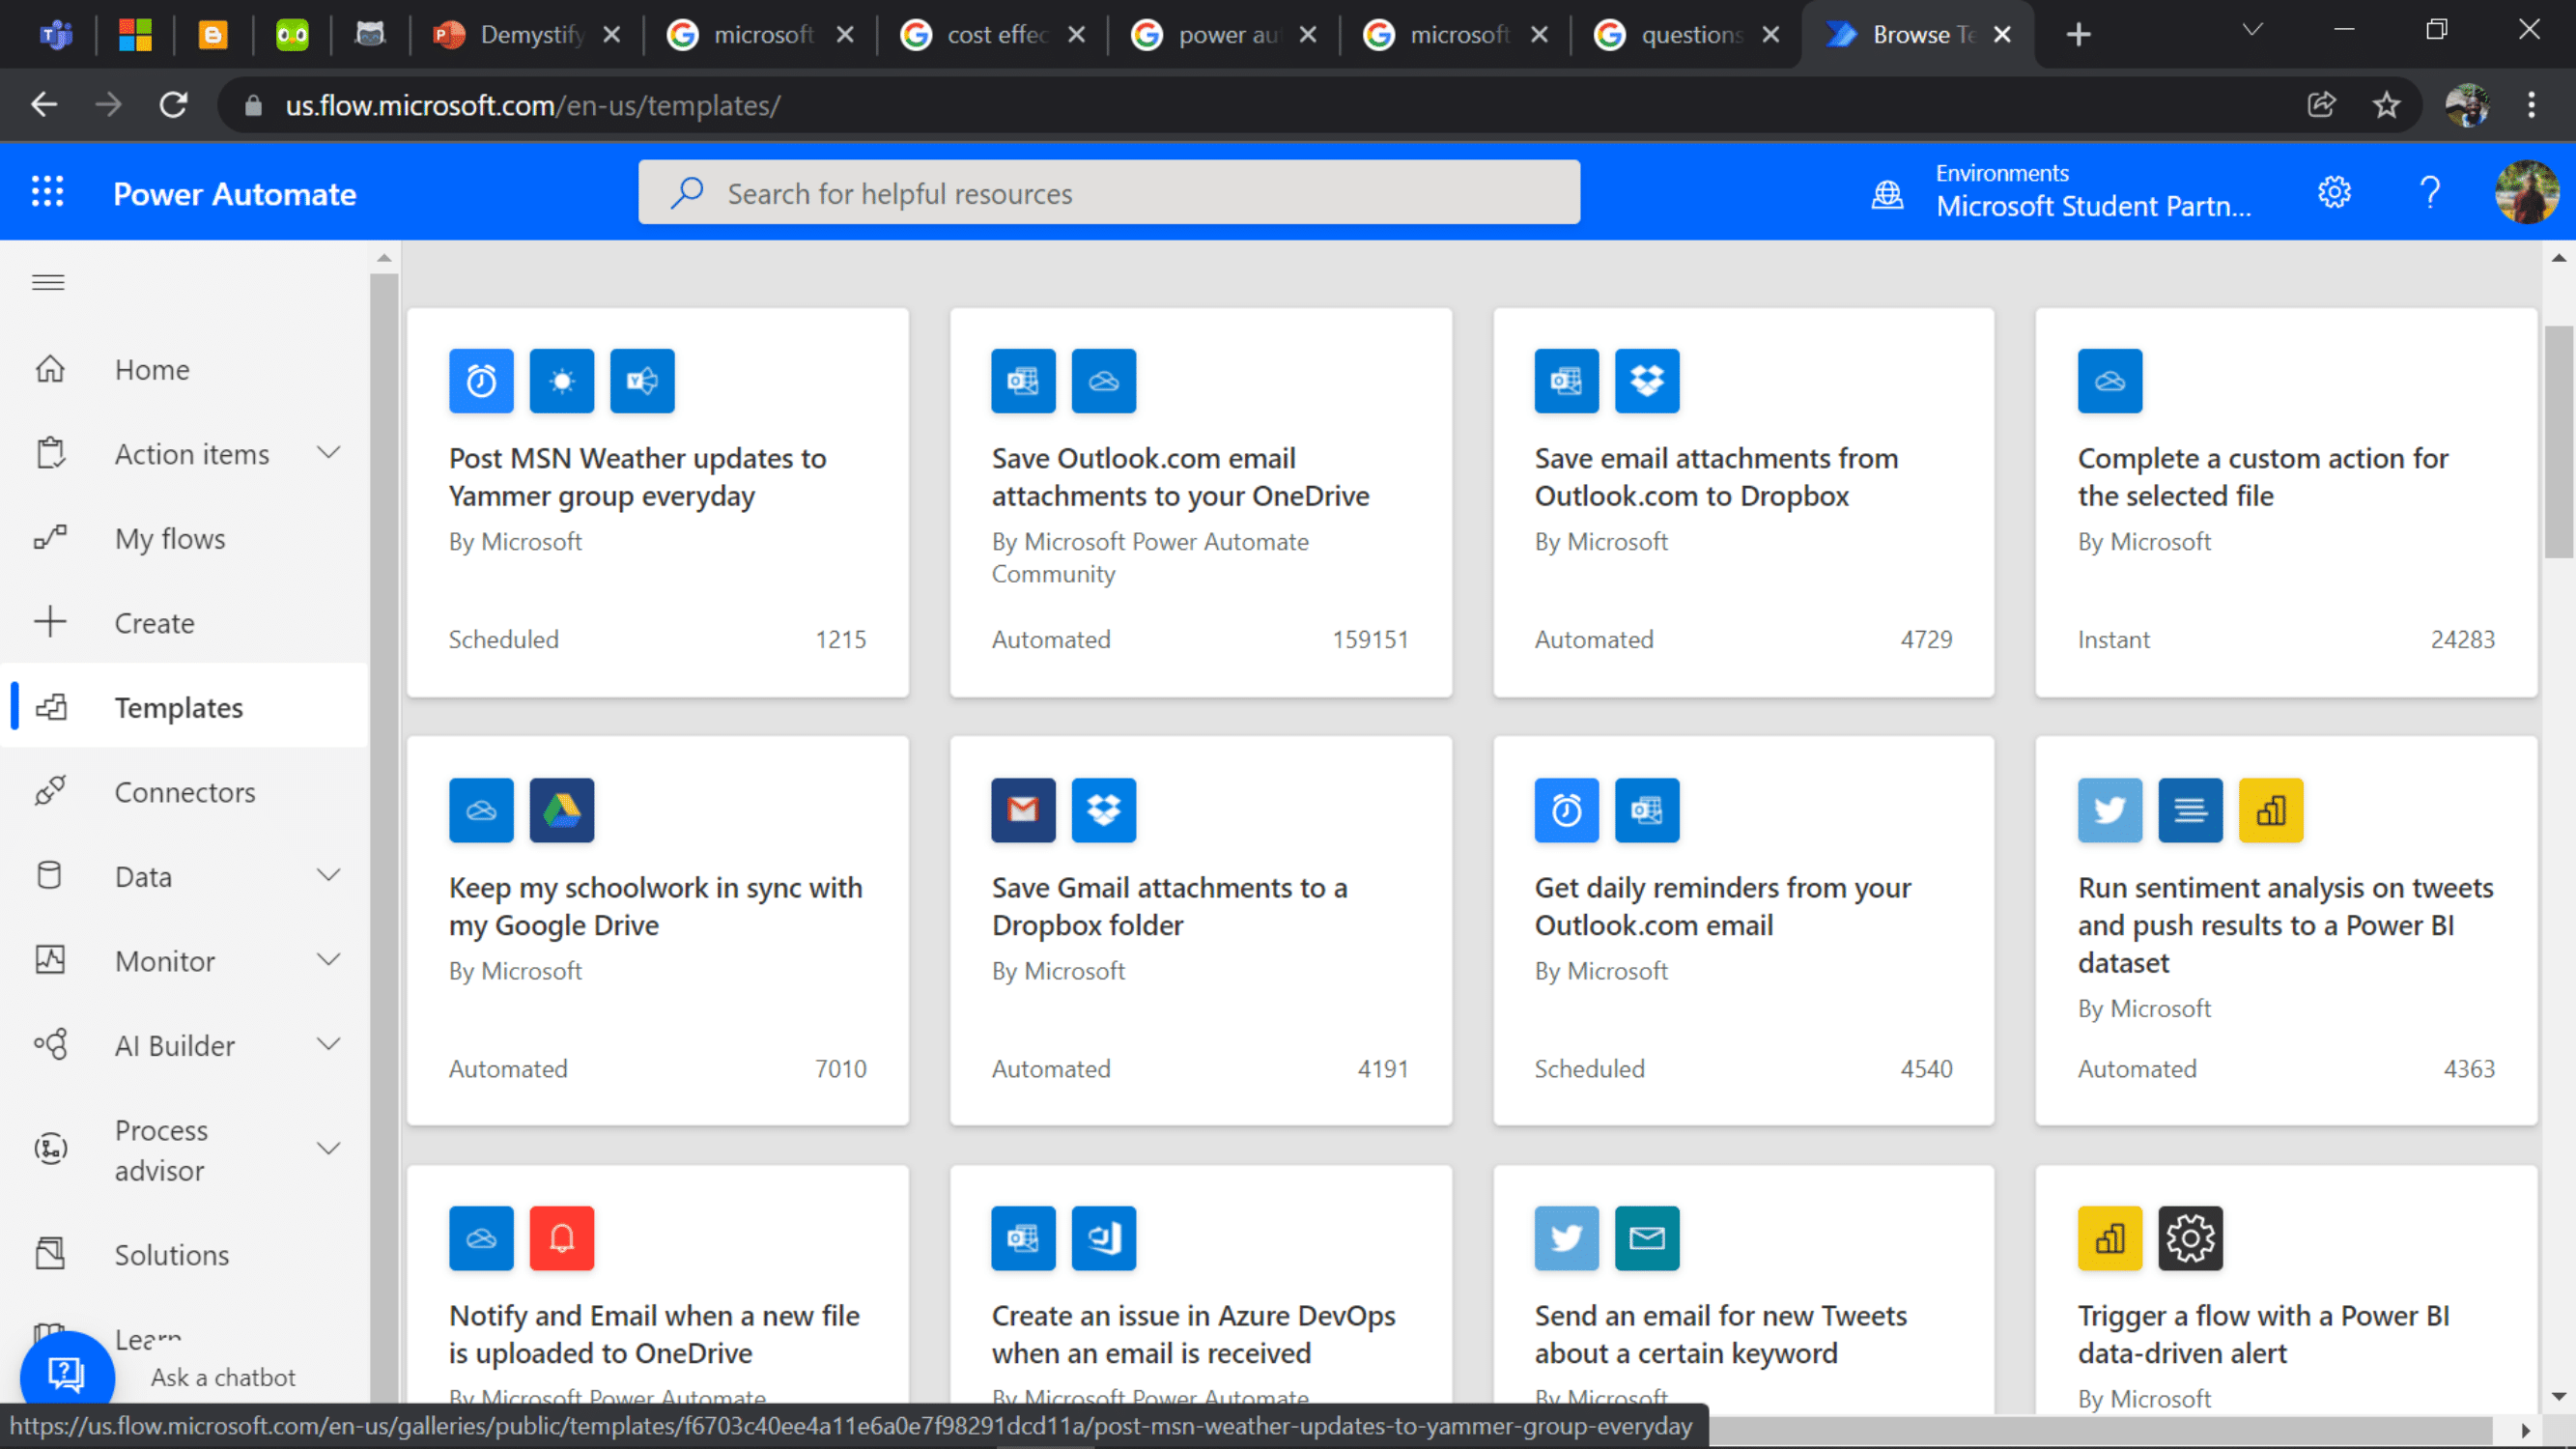 Demystify
microsoft
cost effec
power au
microsoft
questions
Browse Te
us.flow.microsoft.com/en-us/templates/
Power Automate
Search for helpful resources
Environments
Microsoft Student Partn...
Home
Action items
My flows
Create
Templates
Connectors
Data
Monitor
AI Builder
Process
advisor
Solutions
Learn
Ask a chatbot
Post MSN Weather updates to
Yammer group everyday
By Microsoft
Scheduled 1215
Save Outlook.com email
attachments to your OneDrive
By Microsoft Power Automate
Community
Automated 159151
Save email attachments from
Outlook.com to Dropbox
By Microsoft
Automated 4729
Complete a custom action for
the selected file
By Microsoft
Instant 24283
Keep my schoolwork in sync with
my Google Drive
By Microsoft
Automated 7010
Save Gmail attachments to a
Dropbox folder
By Microsoft
Automated 4191
Get daily reminders from your
Outlook.com email
By Microsoft
Scheduled 4540
Run sentiment analysis on tweets
and push results to a Power BI
dataset
By Microsoft
Automated 4363
Notify and Email when a new file
is uploaded to OneDrive
By Microsoft Power Automate
Create an issue in Azure DevOps
when an email is received
By Microsoft Power Automate
Send an email for new Tweets
about a certain keyword
By Microsoft
Trigger a flow with a Power BI
data-driven alert
By Microsoft
https://us.flow.microsoft.com/en-us/galleries/public/templates/f6703c40ee4a11e6a0e7f98291dcd11a/post-msn-weather-updates-to-yammer-group-everyday